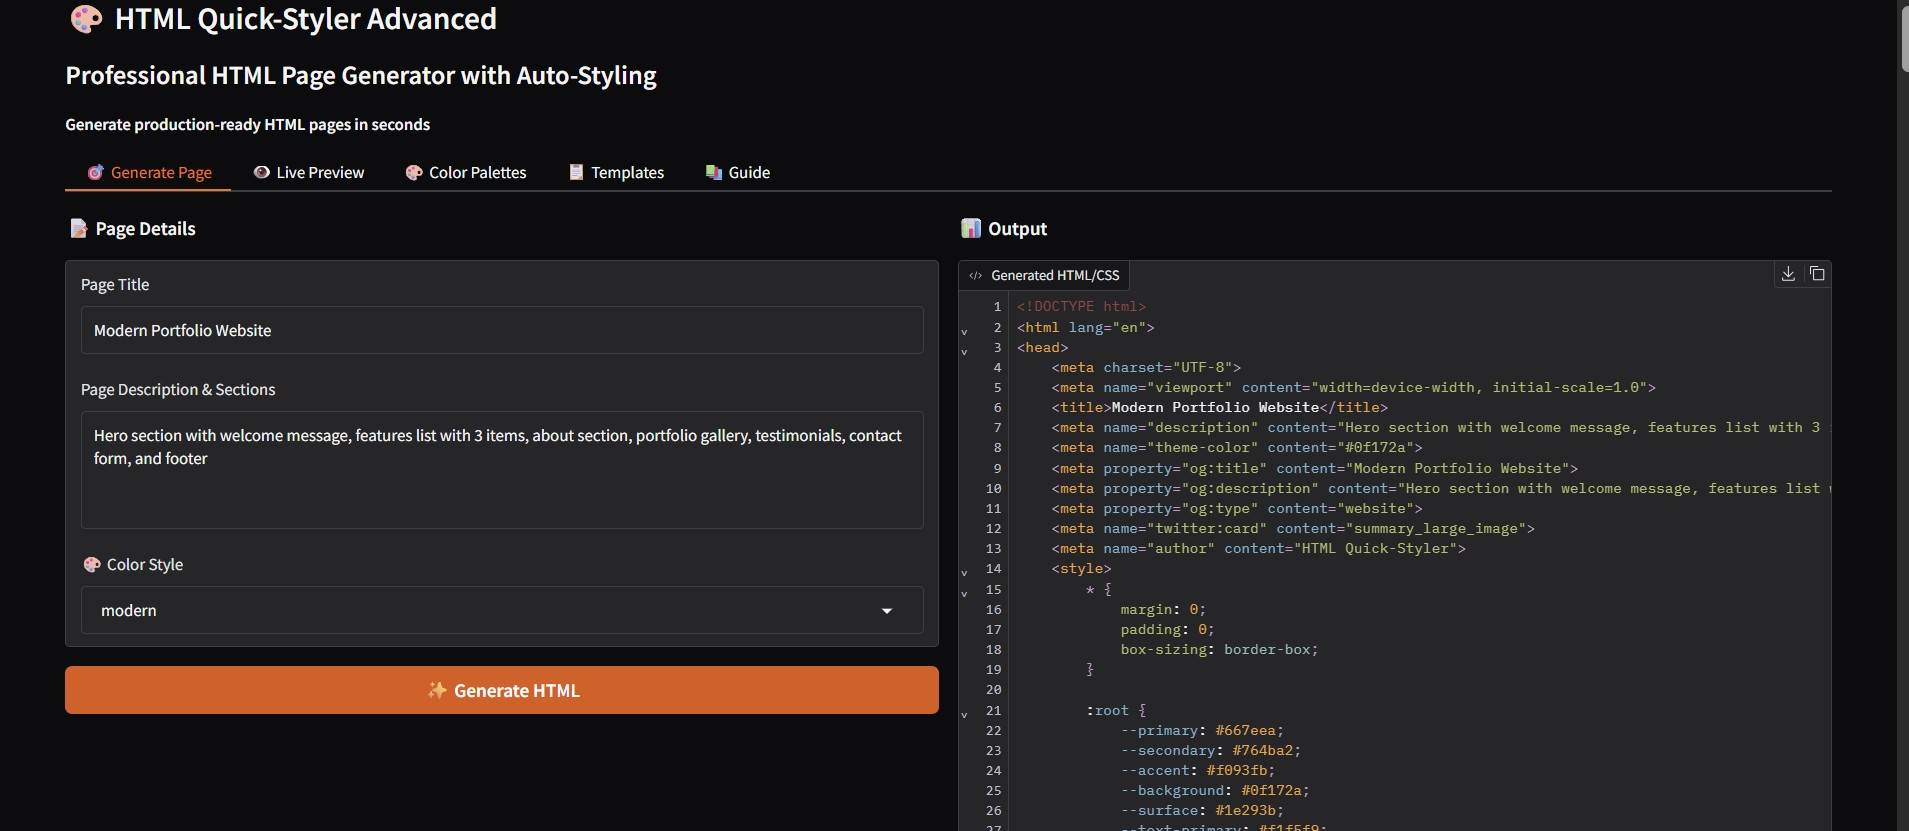 HTML Quick-Styler Advanced
Professional HTML Page Generator with Auto-Styling
Generate production-ready HTML pages in seconds
Generate Page Live Preview Color Palettes Templates Guide
Page Details
Page Title
Modern Portfolio Website
Page Description & Sections
Hero section with welcome message, features list with 3 items, about section, portfolio gallery, testimonials, contact
form, and footer
Color Style
modern
Generate HTML
Output
</> Generated HTML/CSS
1 <!DOCTYPE html>
2 <html lang="en">
3 <head>
4 <meta charset="UTF-8">
5 <meta name="viewport" content="width=device-width, initial-scale=1.0">
6 <title>Modern Portfolio Website</title>
7 <meta name="description" content="Hero section with welcome message, features list with 3
8 <meta name="theme-color" content="#0f172a">
9 <meta property="og:title" content="Modern Portfolio Website">
10 <meta property="og:description" content="Hero section with welcome message, features list
11 <meta property="og:type" content="website">
12 <meta name="twitter:card" content="summary_large_image">
13 <meta name="author" content="HTML Quick-Styler">
14 <style>
15 * {
16 margin: 0;
17 padding: 0;
18 box-sizing: border-box;
19 }
20
21 :root {
22 --primary: #667eea;
23 --secondary: #764ba2;
24 --accent: #f093fb;
25 --background: #0f172a;
26 --surface: #1e293b;
27 --text-primary: #f1f5f9;